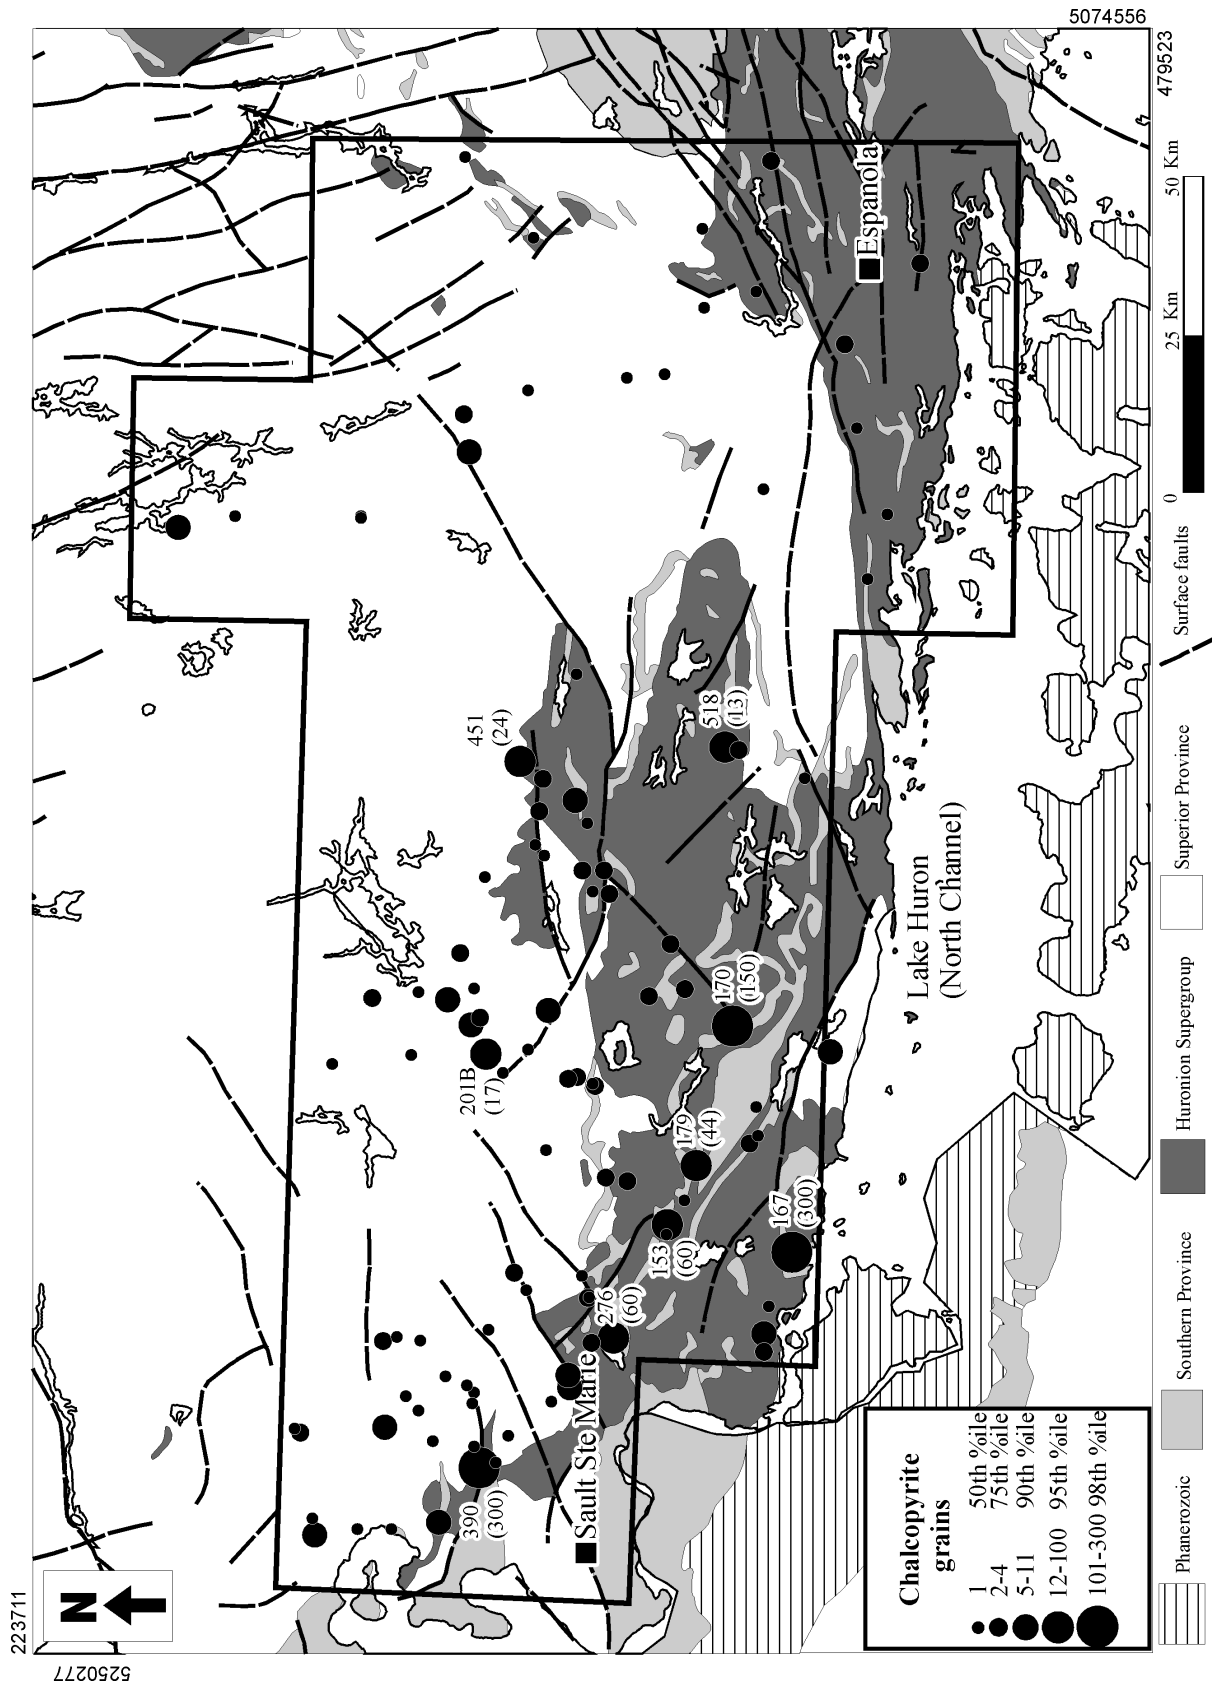 5074556
479523
223711
5250277
N
451
(24)
518
(13)
201B
(17)
170
(150)
179
(44)
153
(60)
167
(300)
276
(60)
390
(300)
Espanola
Sault Ste Marie
Lake Huron
(North Channel)
Chalcopyrite
grains
1 50th %ile
2-4 75th %ile
5-11 90th %ile
12-100 95th %ile
101-300 98th %ile
Phanerozoic
Southern Province
Huronion Supergroup
Superior Province
Surface faults
0 25 Km 50 Km